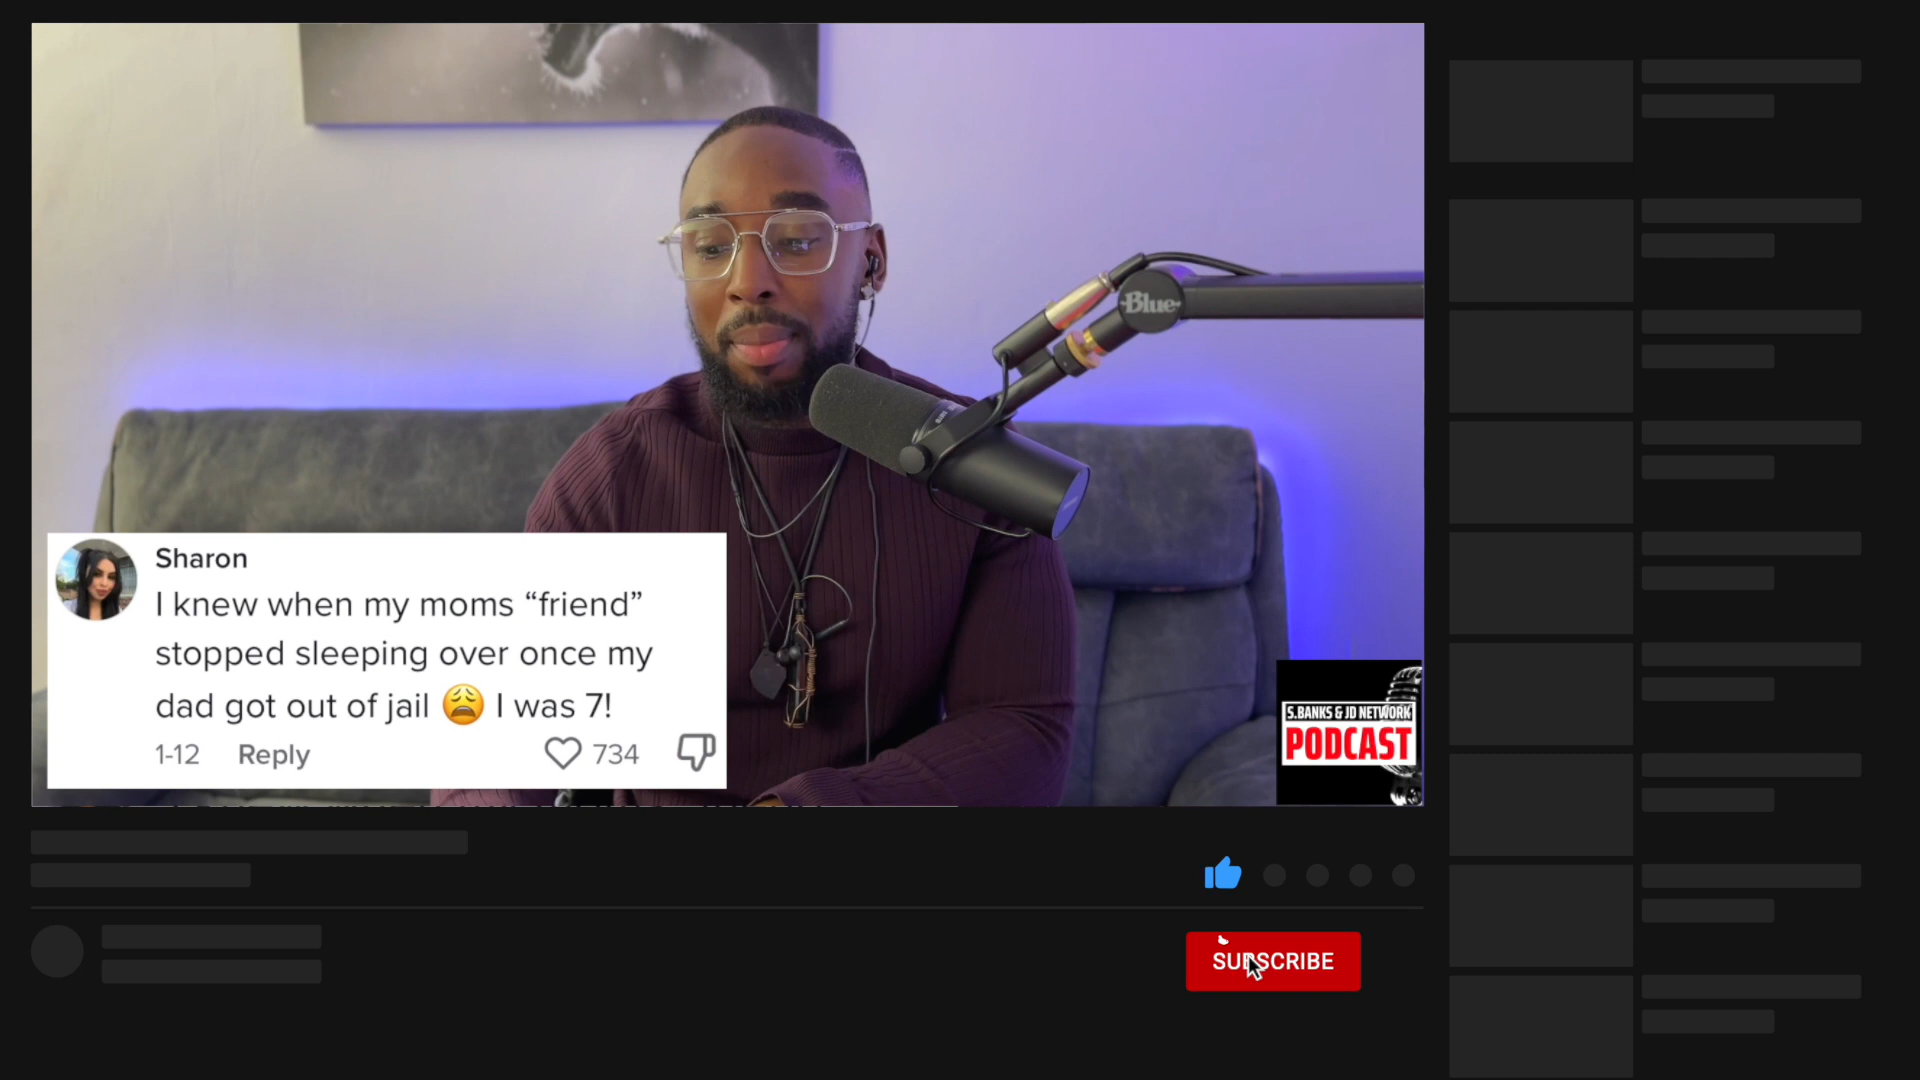 Blue
Sharon
I knew when my moms “friend”
stopped sleeping over once my
dad got out of jail 😩 I was 7!
1-12 Reply 734
S.BANKS & JD NETWORK
PODCAST
SUBSCRIBE